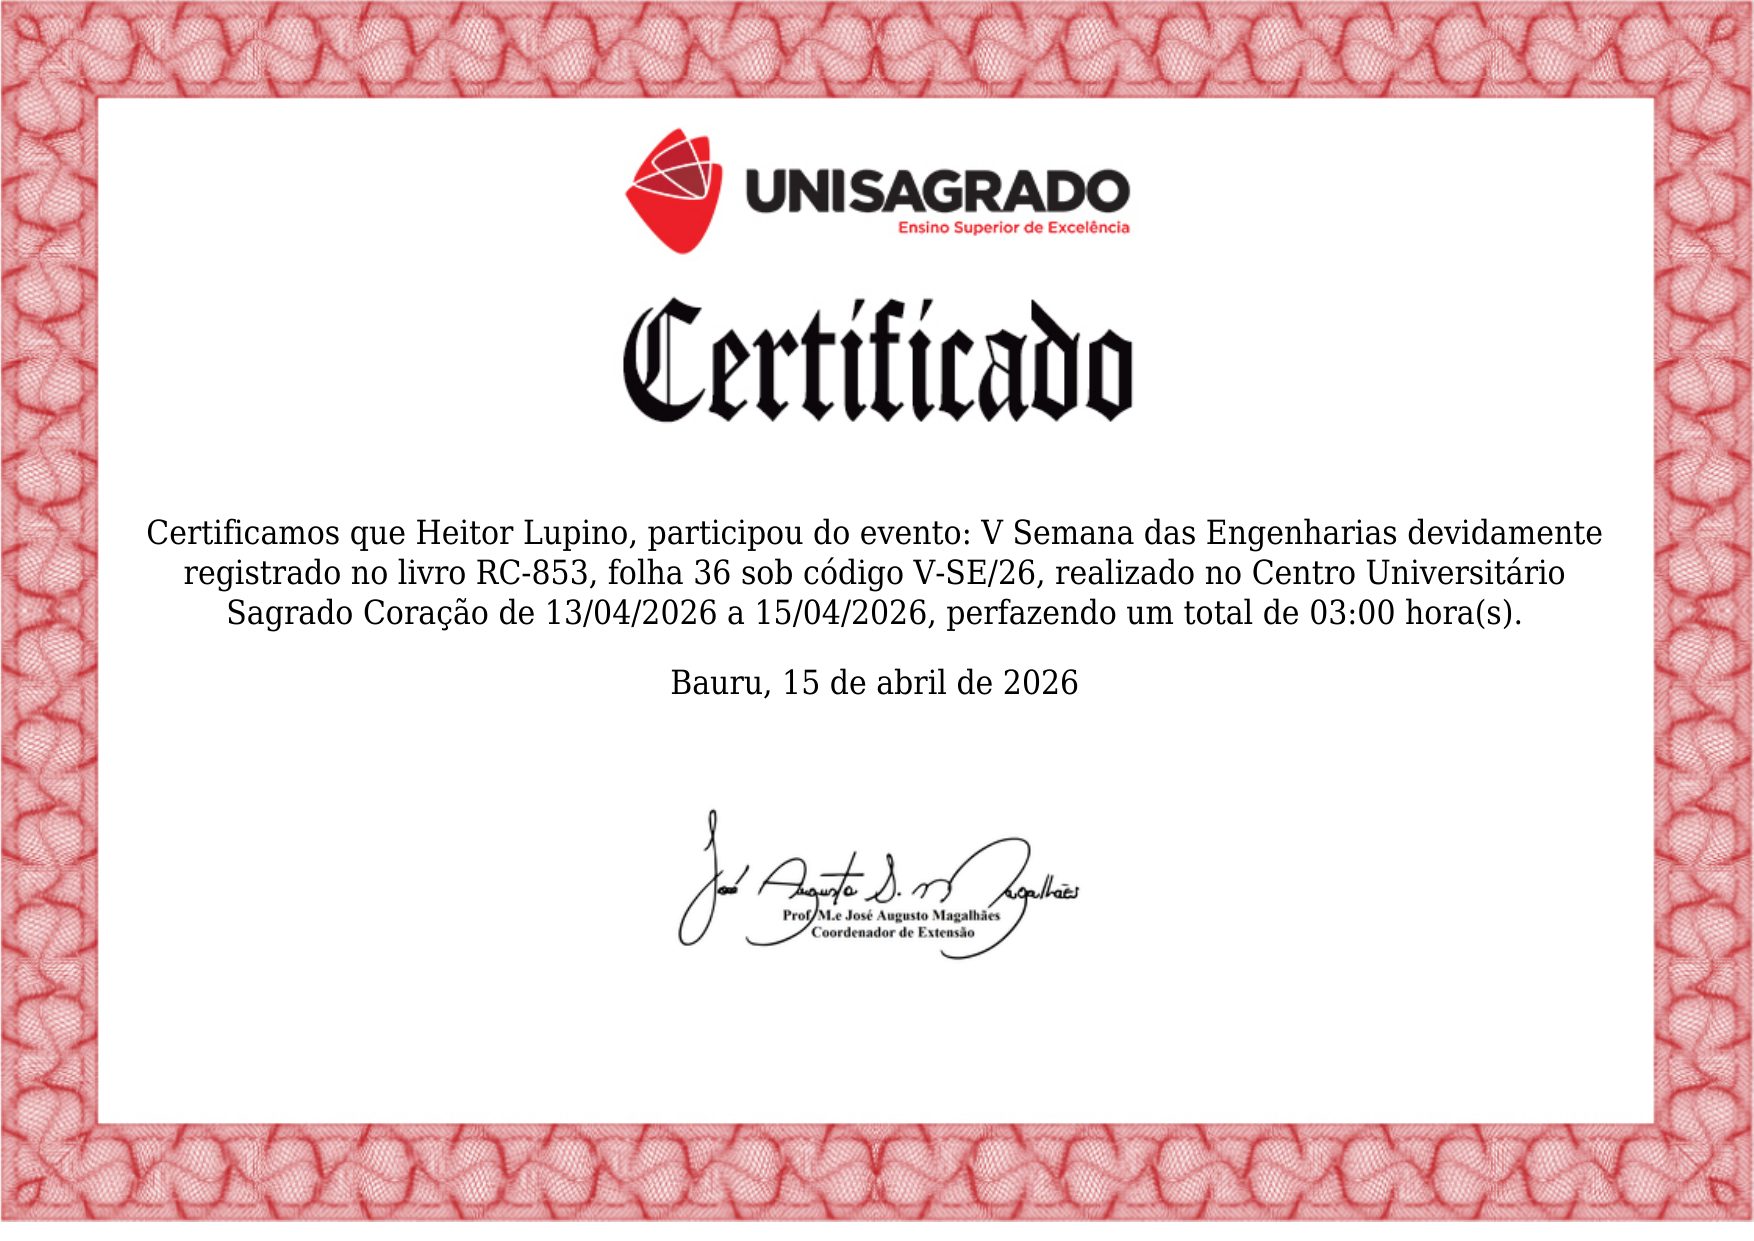 UNISAGRADO
Ensino Superior de Excelência
Certificado
Certificamos que Heitor Lupino, participou do evento: V Semana das Engenharias devidamente
registrado no livro RC-853, folha 36 sob código V-SE/26, realizado no Centro Universitário
Sagrado Coração de 13/04/2026 a 15/04/2026, perfazendo um total de 03:00 hora(s).
Bauru, 15 de abril de 2026
José Augusto S. M Magalhães
Prof. M.e José Augusto Magalhães
Coordenador de Extensão